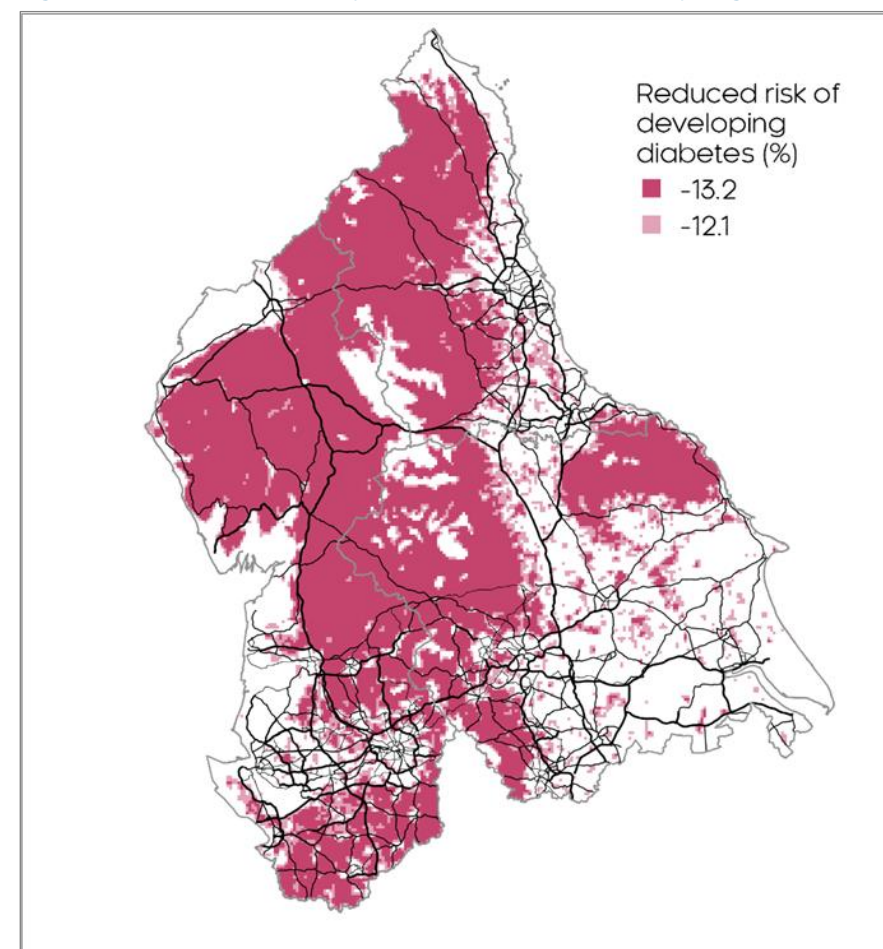 Reduced risk of
developing
diabetes (%)
-13.2
-12.1